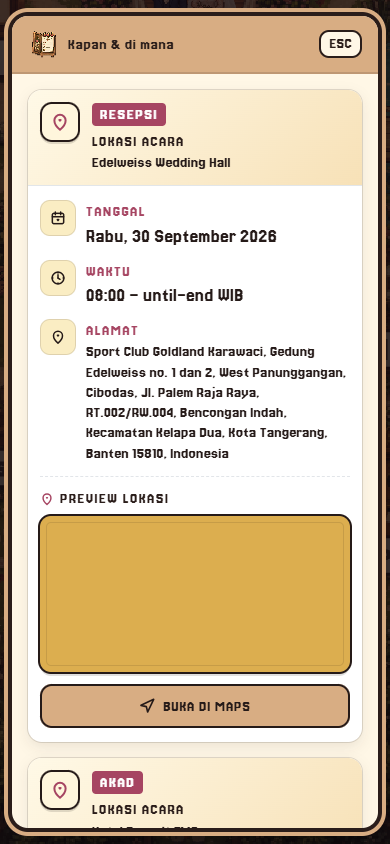 Kapan & di mana
ESC
RESEPSI
LOKASI ACARA
Edelweiss Wedding Hall
TANGGAL
Rabu, 30 September 2026
WAKTU
08:00 - until-end WIB
ALAMAT
Sport Club Goldland Karawaci, Gedung
Edelweiss no. 1 dan 2, West Panunggangan,
Cibodas, Jl. Palem Raja Raya,
RT.002/RW.004, Bencongan Indah,
Kecamatan Kelapa Dua, Kota Tangerang,
Banten 15810, Indonesia
PREVIEW LOKASI
BUKA DI MAPS
AKAD
LOKASI ACARA